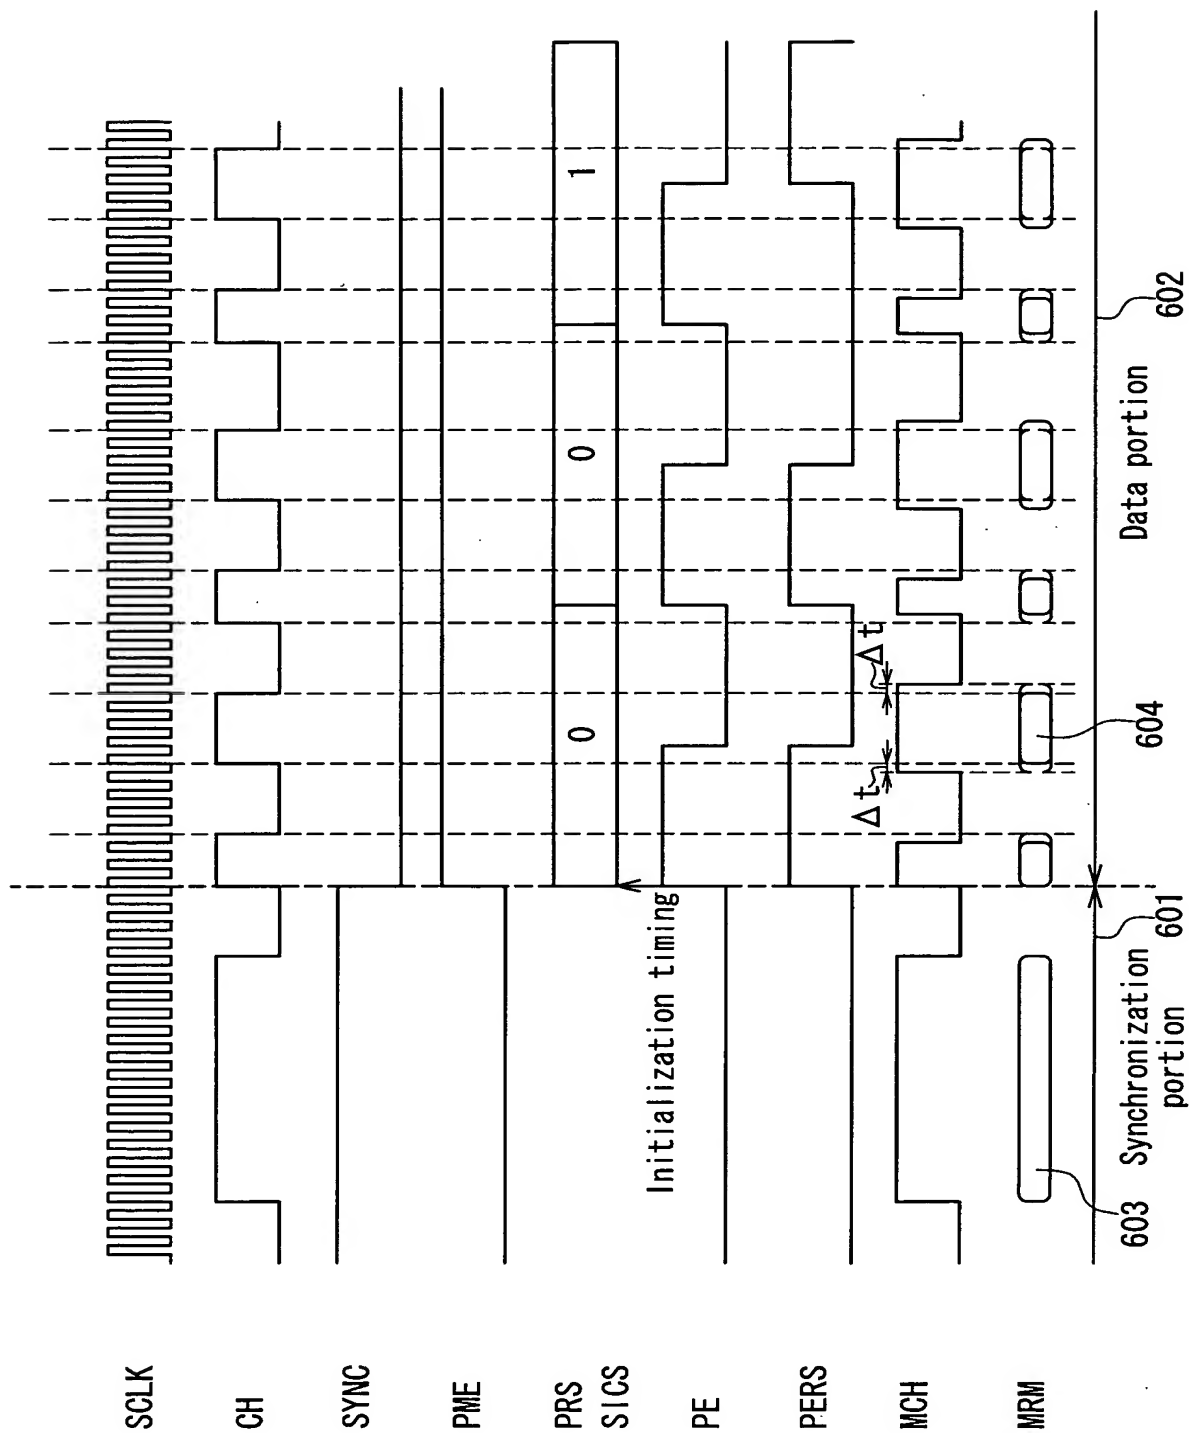 SCLK
CH
SYNC
PME
PRS
SICS
0
0
1
Initialization timing
PE
PERS
Δt
Δt
MCH
MRM
603
604
601
602
Synchronization
portion
Data portion